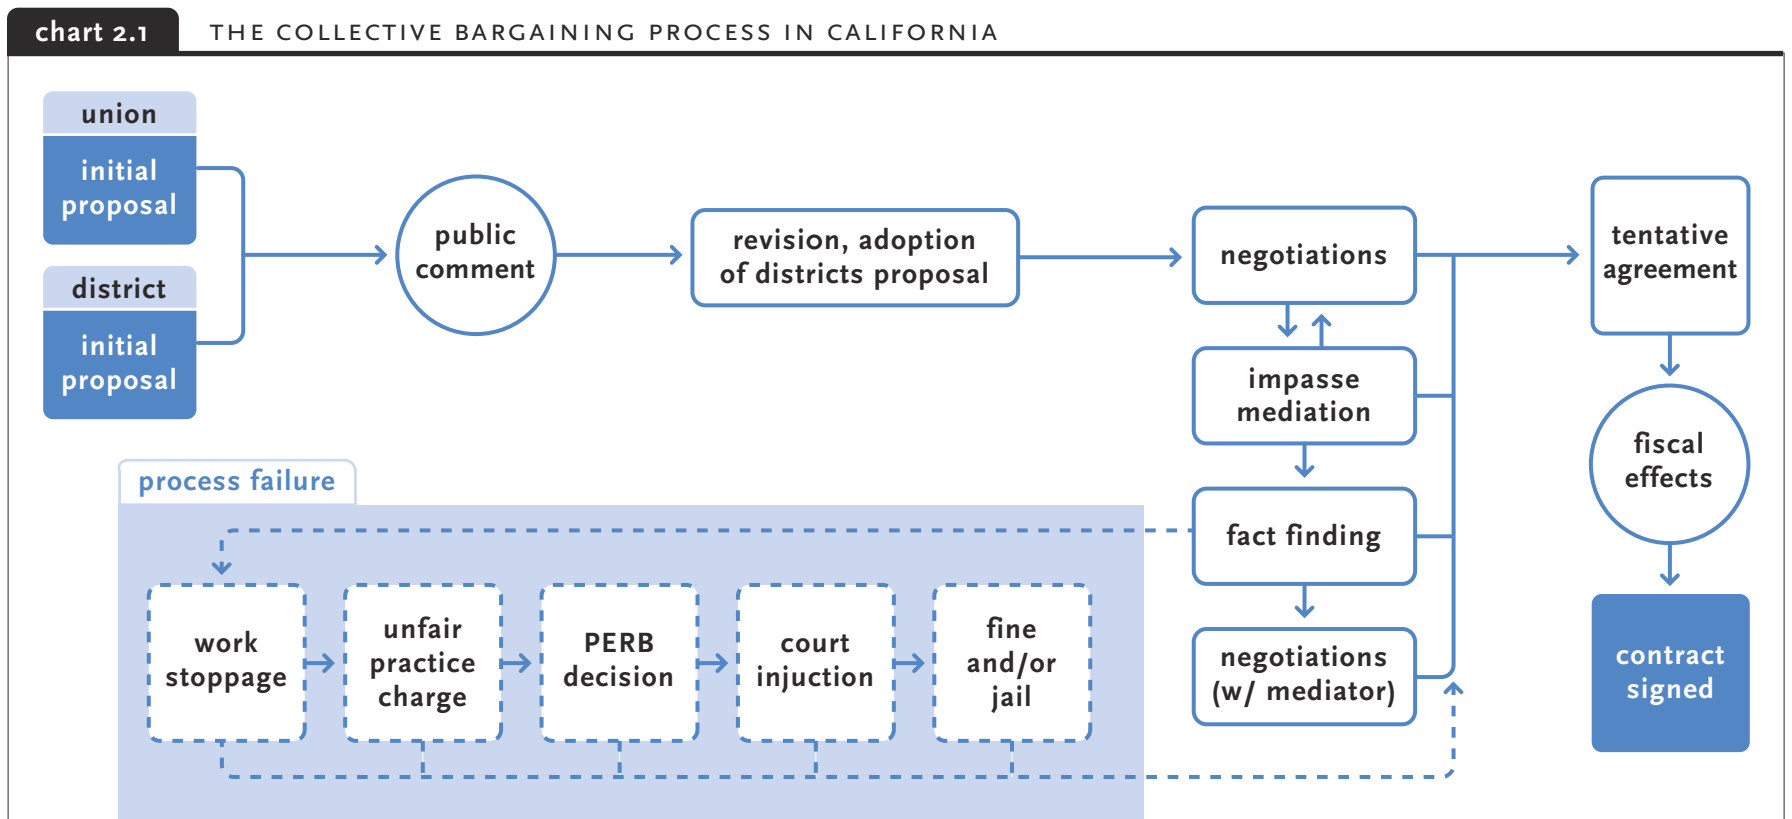 chart 2.1
THE COLLECTIVE BARGAINING PROCESS IN CALIFORNIA
union
initial
proposal
district
initial
proposal
public
comment
revision, adoption
of districts proposal
negotiations
tentative
agreement
impasse
mediation
fiscal
effects
process failure
fact finding
work
stoppage
unfair
practice
charge
PERB
decision
court
injuction
fine
and/or
jail
negotiations
(w/ mediator)
contract
signed